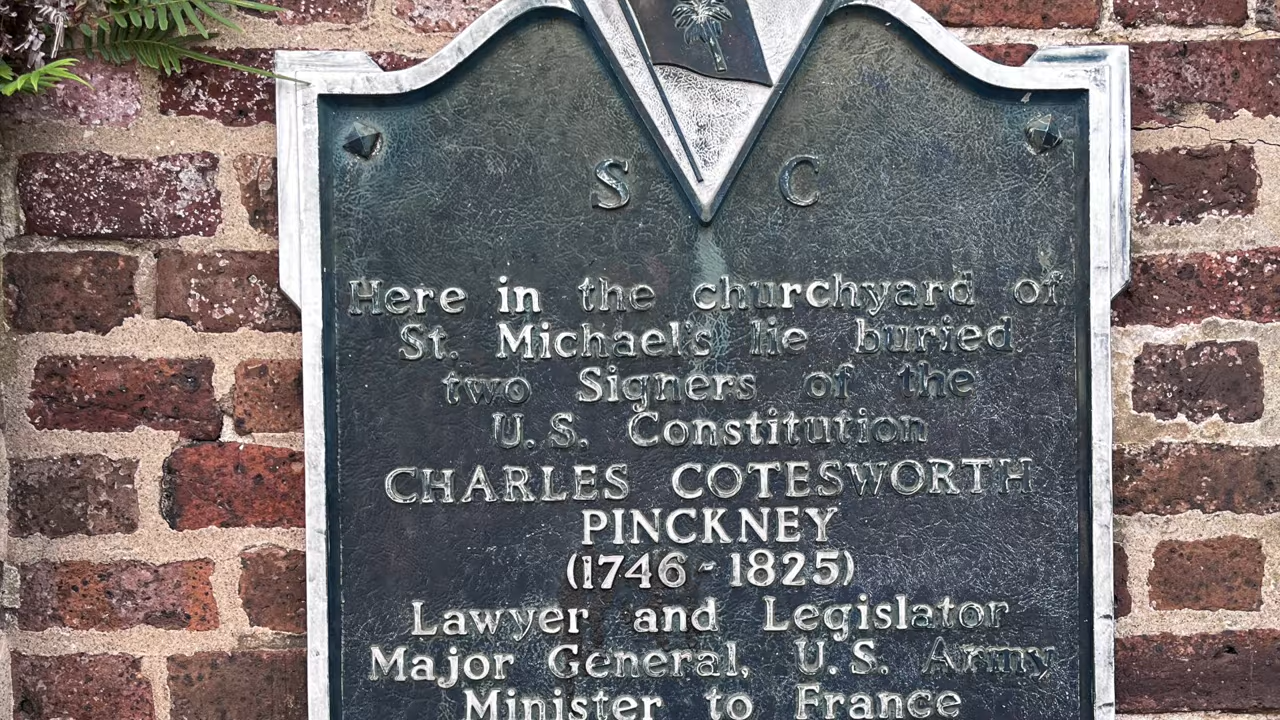 S C
Here in the churchyard of
St. Michael's lie buried
two Signers of the
U.S. Constitution
CHARLES COTESWORTH
PINCKNEY
(1746-1825)
Lawyer and Legislator
Major General, U.S. Army
Minister to France